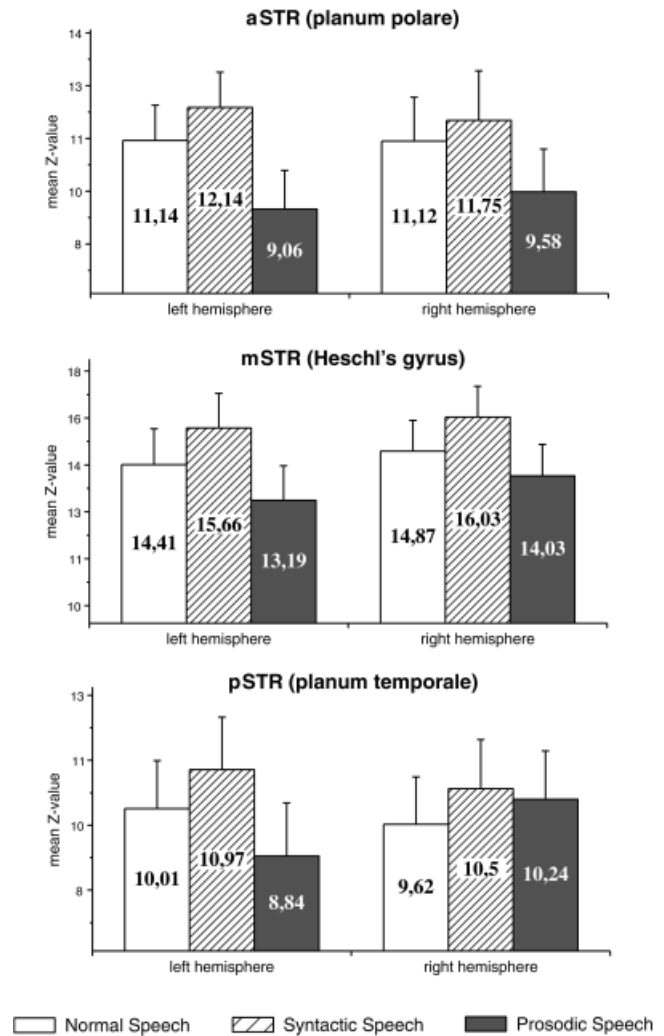 aSTR (planum polare)
mean Z-value
14
13
11
10
8
11,14
12,14
9,06
11,12
11,75
9,58
left hemisphere
right hemisphere
mSTR (Heschl's gyrus)
mean Z-value
18
16
14
11
10
14,41
15,66
13,19
14,87
16,03
14,03
left hemisphere
right hemisphere
pSTR (planum temporale)
mean Z-value
13
11
10
8
10,01
10,97
8,84
9,62
10,5
10,24
left hemisphere
right hemisphere
Normal Speech
Syntactic Speech
Prosodic Speech